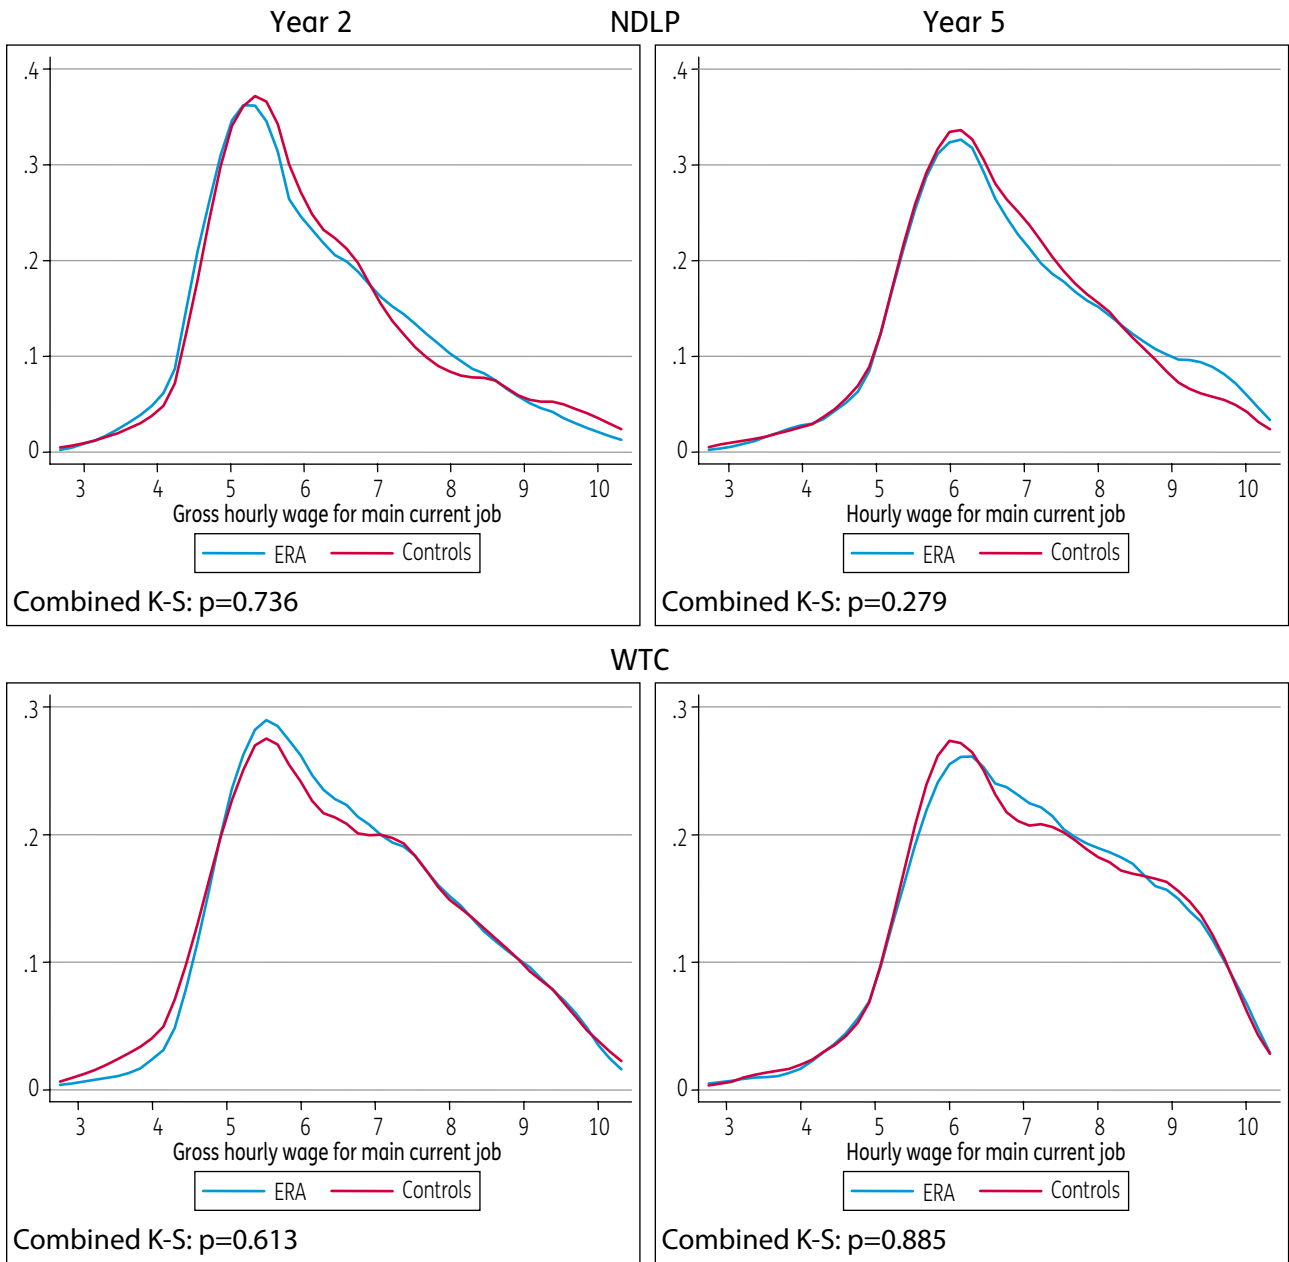 Year 2 NDLP Year 5
.4
.3
.2
.1
0
3 4 5 6 7 8 9 10
Gross hourly wage for main current job
ERA Controls
Combined K-S: p=0.736
.4
.3
.2
.1
0
3 4 5 6 7 8 9 10
Hourly wage for main current job
ERA Controls
Combined K-S: p=0.279
WTC
.3
.2
.1
0
3 4 5 6 7 8 9 10
Gross hourly wage for main current job
ERA Controls
Combined K-S: p=0.613
.3
.2
.1
0
3 4 5 6 7 8 9 10
Hourly wage for main current job
ERA Controls
Combined K-S: p=0.885